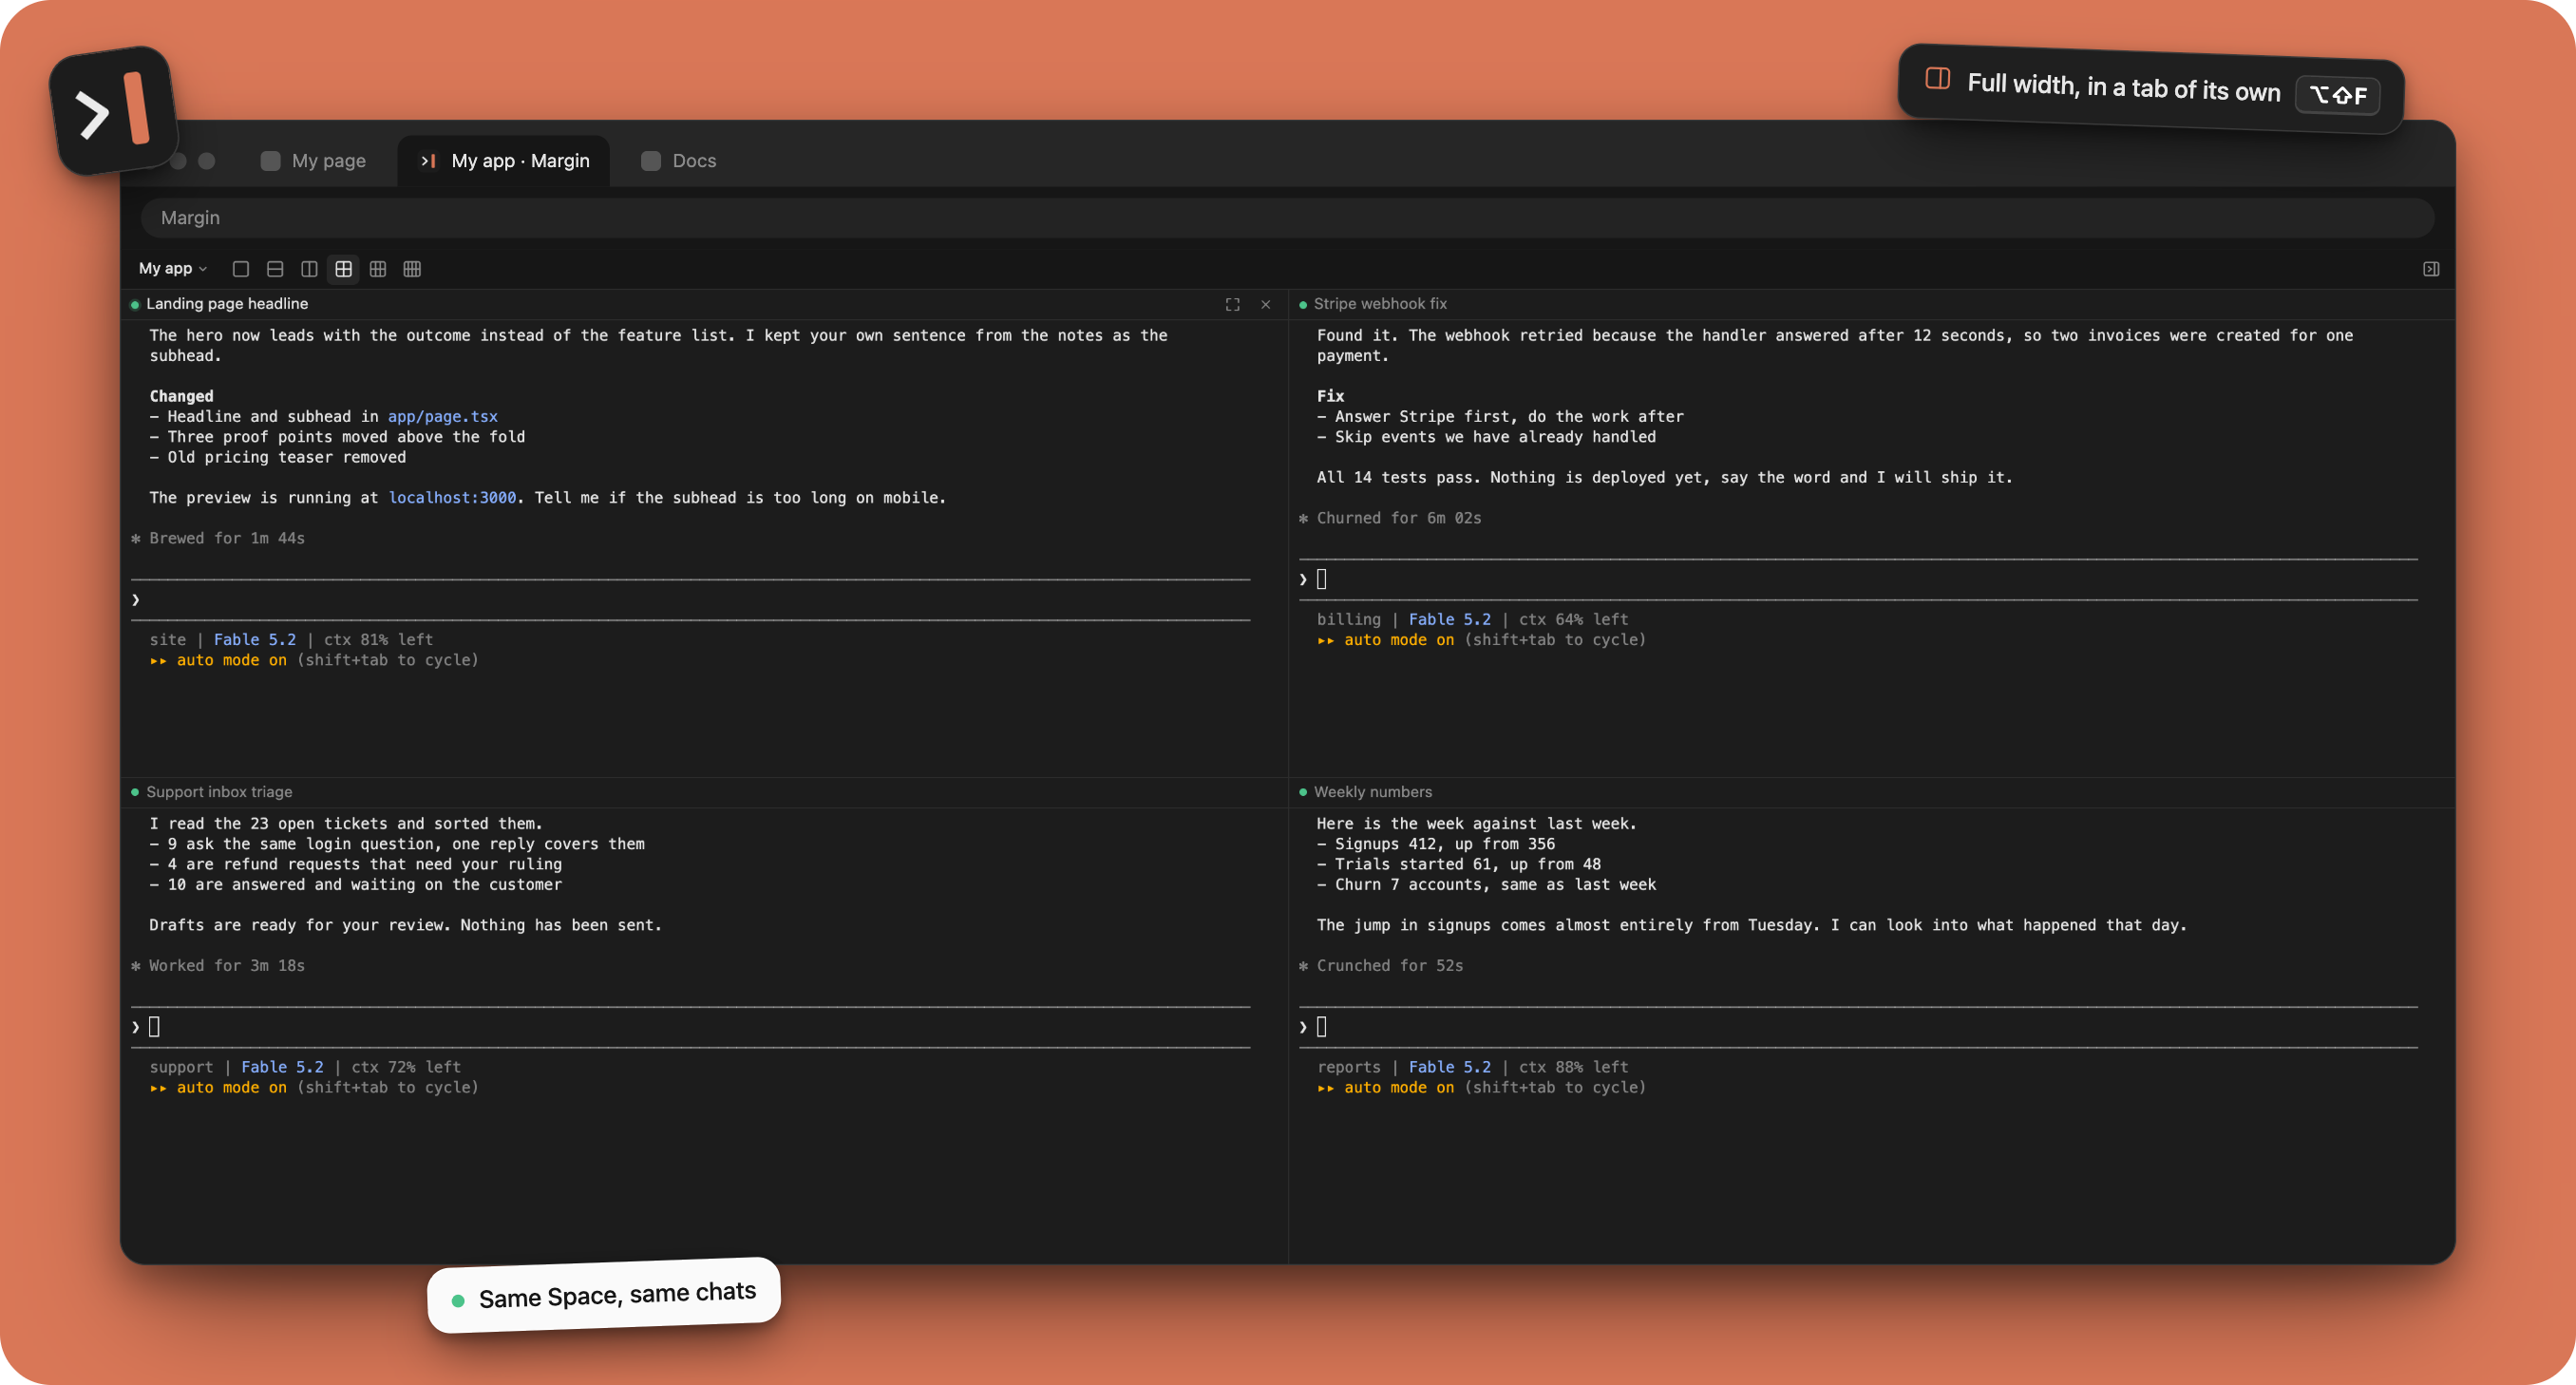 Full width, in a tab of its own ⌥⇧F
My page
My app · Margin
Docs
Margin
My app
Landing page headline
The hero now leads with the outcome instead of the feature list. I kept your own sentence from the notes as the
subhead.
Changed
– Headline and subhead in app/page.tsx
– Three proof points moved above the fold
– Old pricing teaser removed
The preview is running at localhost:3000. Tell me if the subhead is too long on mobile.
✻ Brewed for 1m 44s
❯
site | Fable 5.2 | ctx 81% left
▸▸ auto mode on (shift+tab to cycle)
Stripe webhook fix
Found it. The webhook retried because the handler answered after 12 seconds, so two invoices were created for one
payment.
Fix
– Answer Stripe first, do the work after
– Skip events we have already handled
All 14 tests pass. Nothing is deployed yet, say the word and I will ship it.
✻ Churned for 6m 02s
❯
billing | Fable 5.2 | ctx 64% left
▸▸ auto mode on (shift+tab to cycle)
Support inbox triage
I read the 23 open tickets and sorted them.
– 9 ask the same login question, one reply covers them
– 4 are refund requests that need your ruling
– 10 are answered and waiting on the customer
Drafts are ready for your review. Nothing has been sent.
✻ Worked for 3m 18s
❯
support | Fable 5.2 | ctx 72% left
▸▸ auto mode on (shift+tab to cycle)
Weekly numbers
Here is the week against last week.
– Signups 412, up from 356
– Trials started 61, up from 48
– Churn 7 accounts, same as last week
The jump in signups comes almost entirely from Tuesday. I can look into what happened that day.
✻ Crunched for 52s
❯
reports | Fable 5.2 | ctx 88% left
▸▸ auto mode on (shift+tab to cycle)
Same Space, same chats